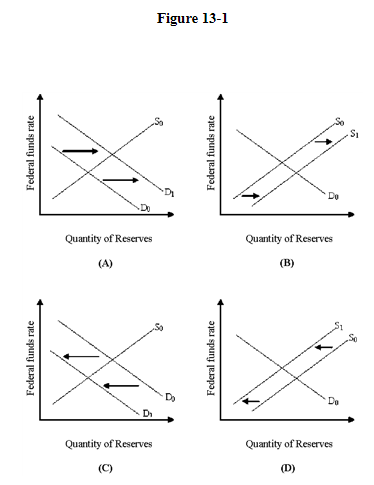 Figure 13-1
Federal funds rate
S0
D1
D0
Quantity of Reserves
(A)
Federal funds rate
S0
S1
D0
Quantity of Reserves
(B)
Federal funds rate
S0
D0
D1
Quantity of Reserves
(C)
Federal funds rate
S1
S0
D0
Quantity of Reserves
(D)